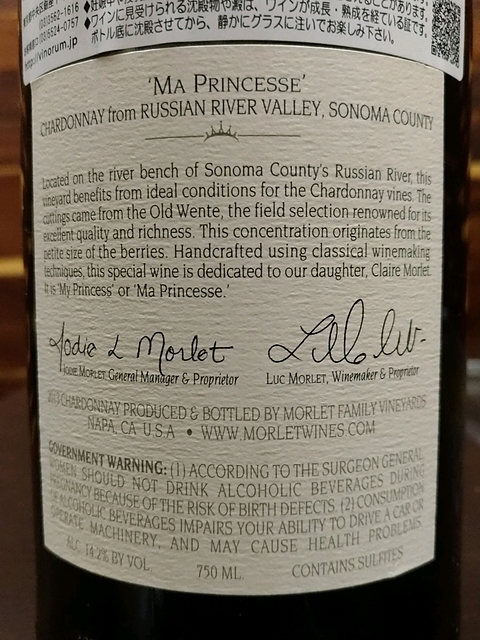 (03)5562-1616
(06)6624-0757
http://vinorum.jp
◆ワインに見受けられる沈殿物や澱は、ワインが成長・熟成を経ている証です。
ボトル底に沈殿させてから、静かにグラスに注いでお楽しみ下さい。
'MA PRINCESSE'
CHARDONNAY from RUSSIAN RIVER VALLEY, SONOMA COUNTY
Located on the river bench of Sonoma County's Russian River, this
vineyard benefits from ideal conditions for the Chardonnay vines. The
cuttings came from the Old Wente, the field selection renowned for its
excellent quality and richness. This concentration originates from the
petite size of the berries. Handcrafted using classical winemaking
techniques, this special wine is dedicated to our daughter, Claire Morlet.
It is 'My Princess' or 'Ma Princesse.'
Jodie L Morlet
JODIE MORLET General Manager & Proprietor
LUC MORLET, Winemaker & Proprietor
2013 CHARDONNAY PRODUCED & BOTTLED BY MORLET FAMILY VINEYARDS
NAPA, CA U.S.A • WWW.MORLETWINES.COM
GOVERNMENT WARNING: (1) ACCORDING TO THE SURGEON GENERAL,
WOMEN SHOULD NOT DRINK ALCOHOLIC BEVERAGES DURING
PREGNANCY BECAUSE OF THE RISK OF BIRTH DEFECTS. (2) CONSUMPTION
OF ALCOHOLIC BEVERAGES IMPAIRS YOUR ABILITY TO DRIVE A CAR OR
OPERATE MACHINERY, AND MAY CAUSE HEALTH PROBLEMS.
ALC. 14.2% BY VOL. 750 ML. CONTAINS SULFITES